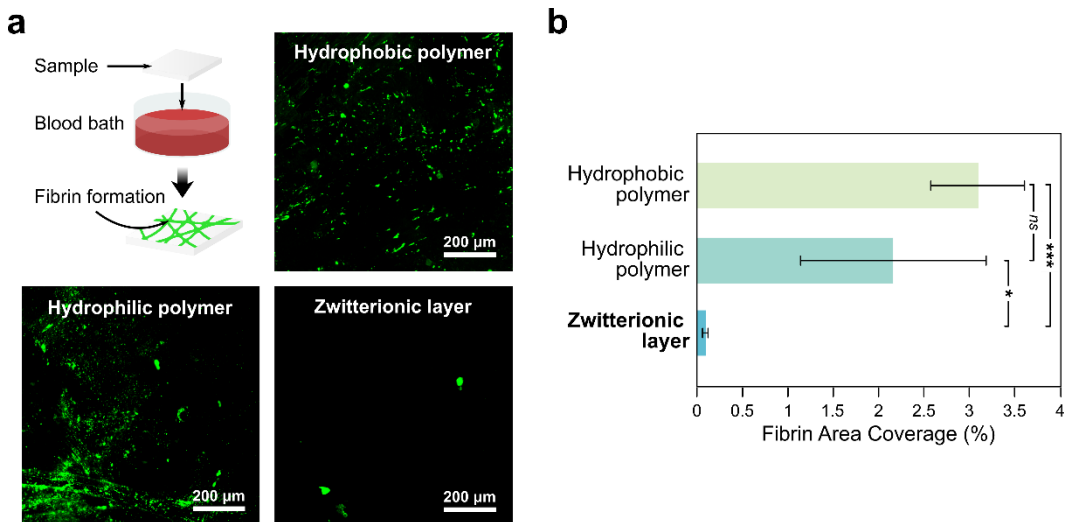 a
Sample
Blood bath
Fibrin formation
Hydrophobic polymer
200 µm
Hydrophilic polymer
200 µm
Zwitterionic layer
200 µm
b
Hydrophobic
polymer
Hydrophilic
polymer
Zwitterionic
layer
ns
*
***
0 0.5 1 1.5 2 2.5 3 3.5 4
Fibrin Area Coverage (%)